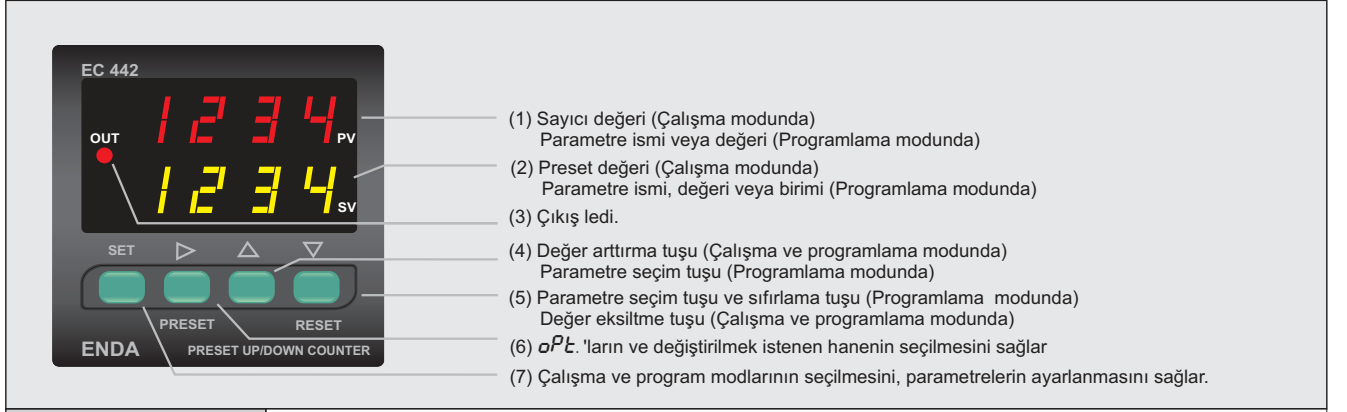 EC 442
1234
PV
OUT
1234
SV
SET
PRESET
RESET
ENDA
PRESET UP/DOWN COUNTER
(1) Sayıcı değeri (Çalışma modunda)
Parametre ismi veya değeri (Programlama modunda)
(2) Preset değeri (Çalışma modunda)
Parametre ismi, değeri veya birimi (Programlama modunda)
(3) Çıkış ledi.
(4) Değer arttırma tuşu (Çalışma ve programlama modunda)
Parametre seçim tuşu (Programlama modunda)
(5) Parametre seçim tuşu ve sıfırlama tuşu (Programlama modunda)
Değer eksiltme tuşu (Çalışma ve programlama modunda)
(6) oPt. 'ların ve değiştirilmek istenen hanenin seçilmesini sağlar
(7) Çalışma ve program modlarının seçilmesini, parametrelerin ayarlanmasını sağlar.